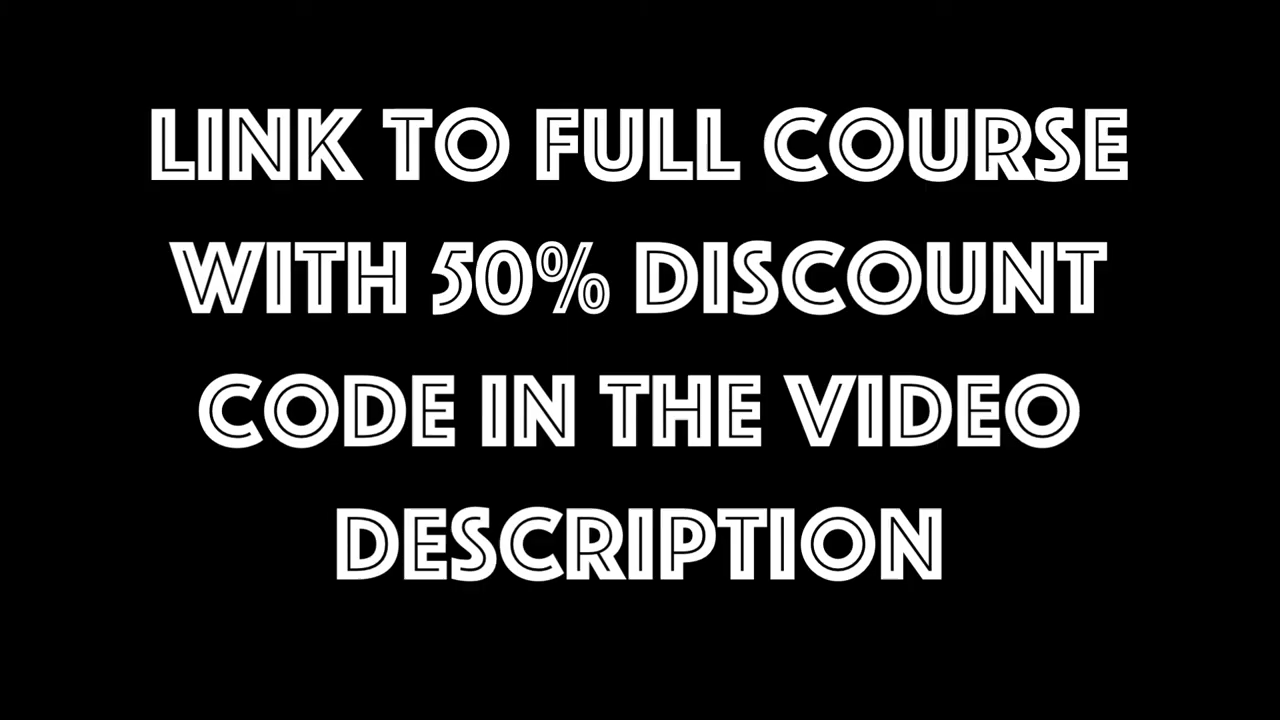 LINK TO FULL COURSE
WITH 50% DISCOUNT
CODE IN THE VIDEO
DESCRIPTION